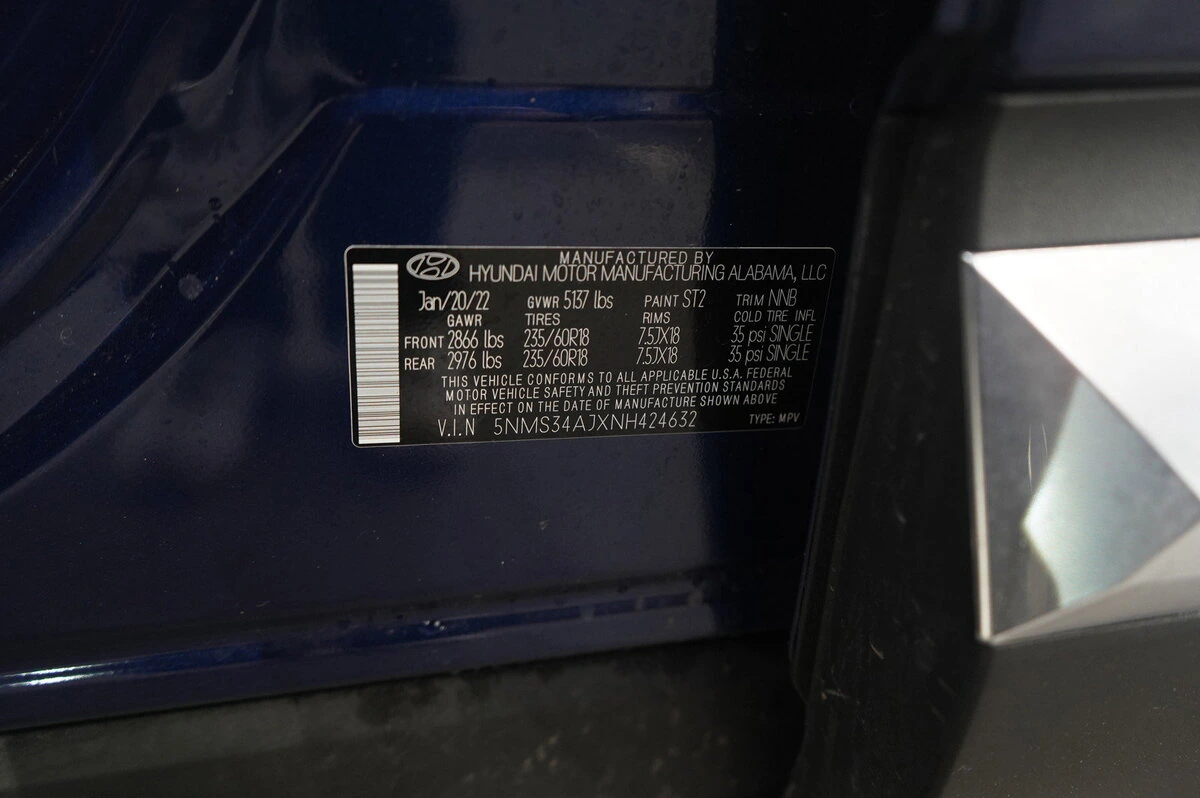 MANUFACTURED BY
HYUNDAI MOTOR MANUFACTURING ALABAMA, LLC
Jan/20/22 GVWR 5137 lbs PAINT ST2 TRIM NNB
GAWR TIRES RIMS COLD TIRE INFL
FRONT 2866 lbs 235/60R18 7.5JX18 35 psi SINGLE
REAR 2976 lbs 235/60R18 7.5JX18 35 psi SINGLE
THIS VEHICLE CONFORMS TO ALL APPLICABLE U.S.A. FEDERAL
MOTOR VEHICLE SAFETY AND THEFT PREVENTION STANDARDS
IN EFFECT ON THE DATE OF MANUFACTURE SHOWN ABOVE
V.I.N 5NMS34AJXNH424632 TYPE: MPV